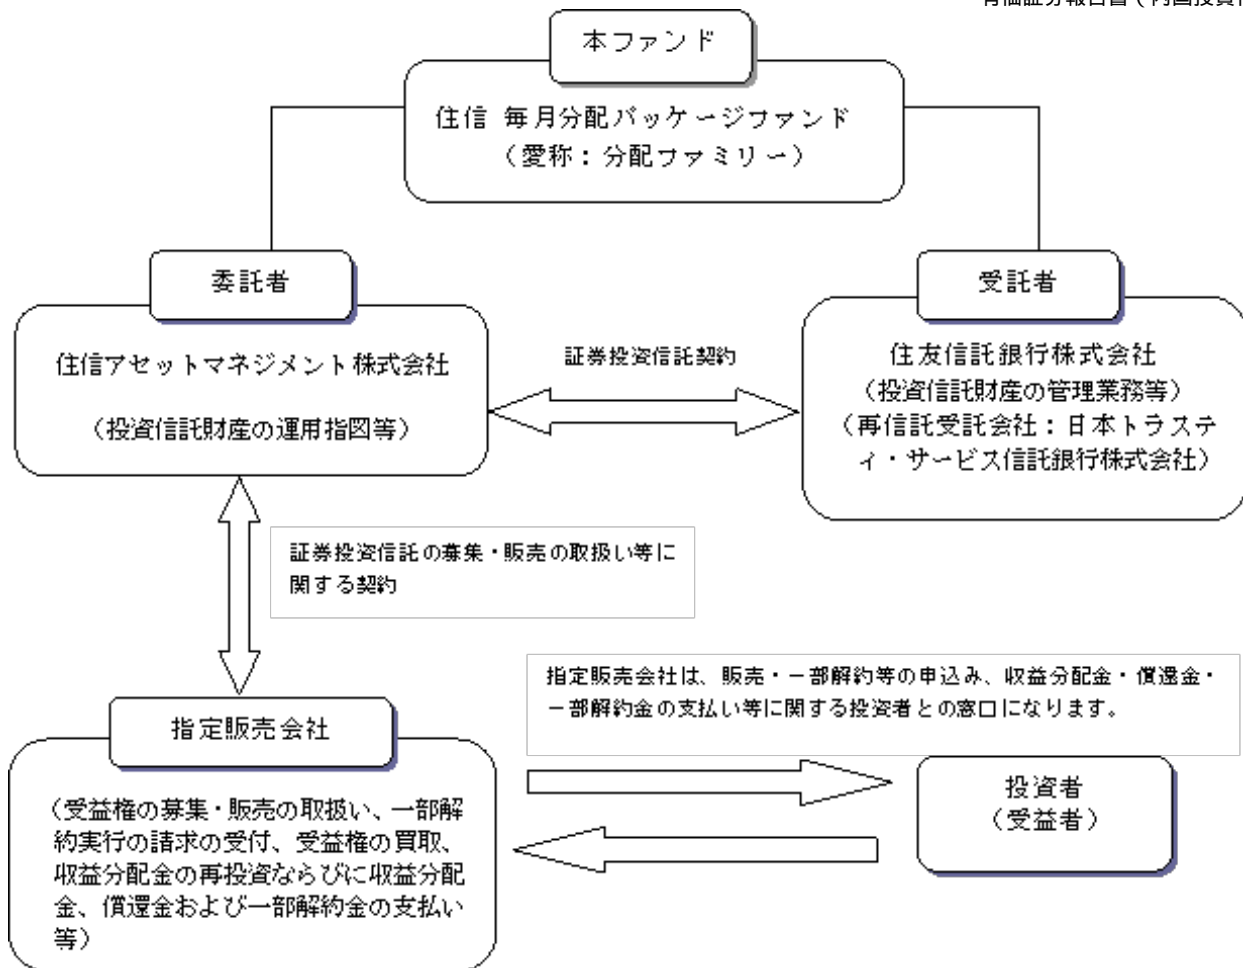 有価証券報告書（内国投資信
本ファンド
住信 毎月分配パッケージファンド
（愛称：分配ファミリー）
委託者
住信アセットマネジメント株式会社
（投資信託財産の運用指図等）
証券投資信託契約
受託者
住友信託銀行株式会社
（投資信託財産の管理業務等）
（再信託受託会社：日本トラステ
ィ・サービス信託銀行株式会社）
証券投資信託の募集・販売の取扱い等に
関する契約
指定販売会社は、販売・一部解約等の申込み、収益分配金・償還金・
一部解約金の支払い等に関する投資者との窓口になります。
指定販売会社
（受益権の募集・販売の取扱い、一部解
約実行の請求の受付、受益権の買取、
収益分配金の再投資ならびに収益分配
金、償還金および一部解約金の支払い
等）
投資者
（受益者）